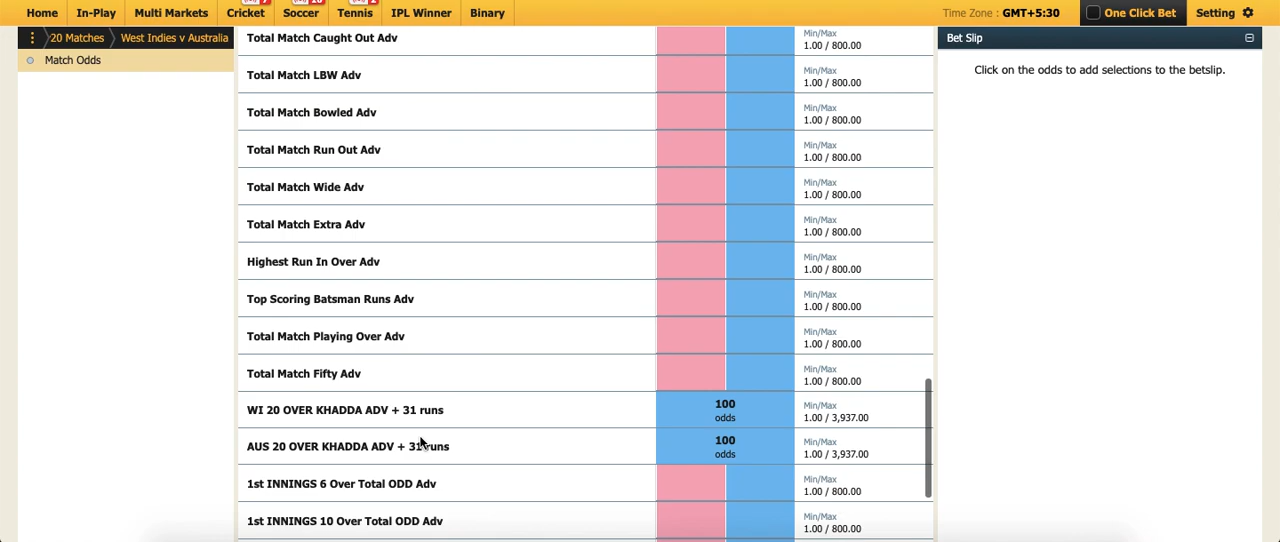 Home In-Play Multi Markets Cricket Soccer Tennis IPL Winner Binary Time Zone : GMT+5:30 One Click Bet Setting
20 Matches West Indies v Australia
Match Odds
Total Match Caught Out Adv Min/Max 1.00 / 800.00
Total Match LBW Adv Min/Max 1.00 / 800.00
Total Match Bowled Adv Min/Max 1.00 / 800.00
Total Match Run Out Adv Min/Max 1.00 / 800.00
Total Match Wide Adv Min/Max 1.00 / 800.00
Total Match Extra Adv Min/Max 1.00 / 800.00
Highest Run In Over Adv Min/Max 1.00 / 800.00
Top Scoring Batsman Runs Adv Min/Max 1.00 / 800.00
Total Match Playing Over Adv Min/Max 1.00 / 800.00
Total Match Fifty Adv Min/Max 1.00 / 800.00
WI 20 OVER KHADDA ADV + 31 runs 100 odds Min/Max 1.00 / 3,937.00
AUS 20 OVER KHADDA ADV + 31 runs 100 odds Min/Max 1.00 / 3,937.00
1st INNINGS 6 Over Total ODD Adv Min/Max 1.00 / 800.00
1st INNINGS 10 Over Total ODD Adv Min/Max 1.00 / 800.00
Bet Slip
Click on the odds to add selections to the betslip.